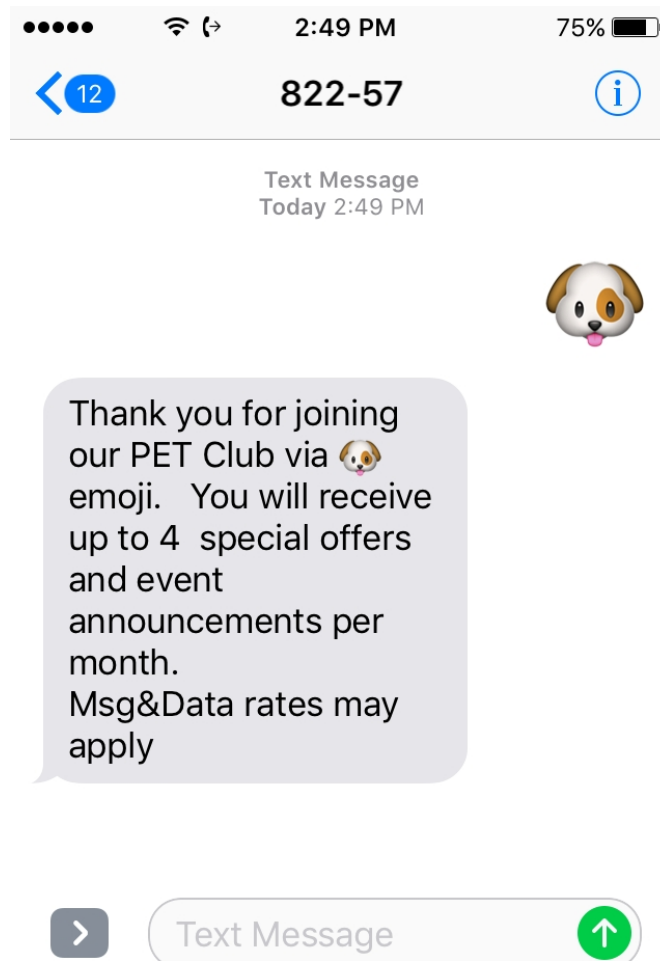 2:49 PM
75%
12
822-57
i
Text Message
Today 2:49 PM
Thank you for joining
our PET Club via 🐶
emoji.   You will receive
up to 4  special offers
and event
announcements per
month.
Msg&Data rates may
apply
Text Message